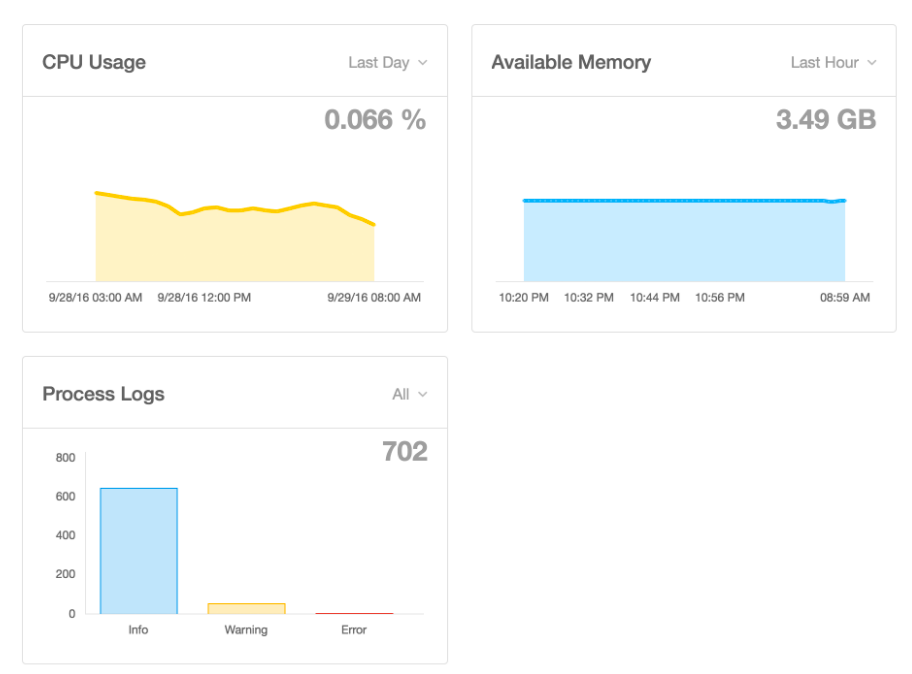 CPU Usage
Last Day
0.066 %
9/28/16 03:00 AM 9/28/16 12:00 PM 9/29/16 08:00 AM
Available Memory
Last Hour
3.49 GB
10:20 PM 10:32 PM 10:44 PM 10:56 PM 08:59 AM
Process Logs
All
702
800
600
400
200
0
Info Warning Error